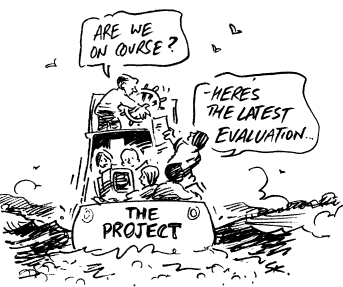 ARE WE
ON COURSE?
-HERE'S
THE LATEST
EVALUATION...
THE
PROJECT
SK.